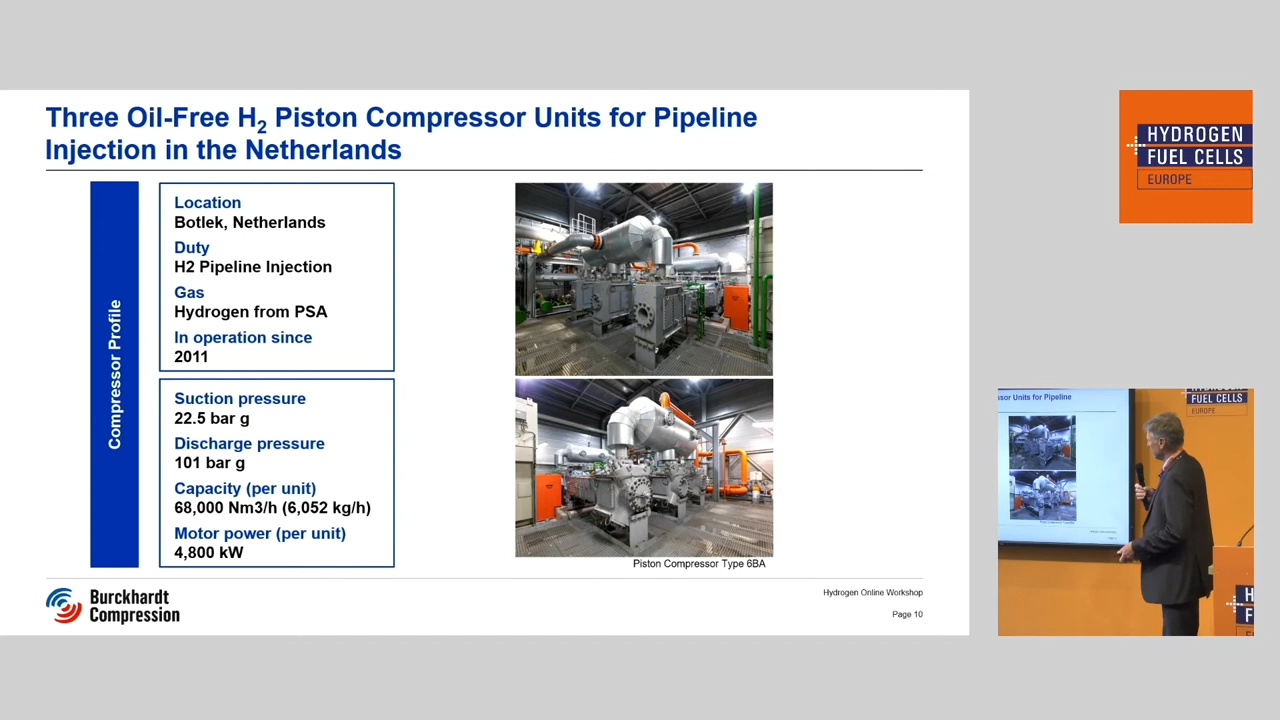 Three Oil-Free H2 Piston Compressor Units for Pipeline
Injection in the Netherlands
Compressor Profile
Location
Botlek, Netherlands
Duty
H2 Pipeline Injection
Gas
Hydrogen from PSA
In operation since
2011
Suction pressure
22.5 bar g
Discharge pressure
101 bar g
Capacity (per unit)
68,000 Nm3/h (6,052 kg/h)
Motor power (per unit)
4,800 kW
Piston Compressor Type 6BA
Burckhardt
Compression
Hydrogen Online Workshop
Page 10
HYDROGEN
FUEL CELLS
EUROPE
ssor Units for Pipeline
HYDROGEN
FUEL CELLS
EUROPE
H
F